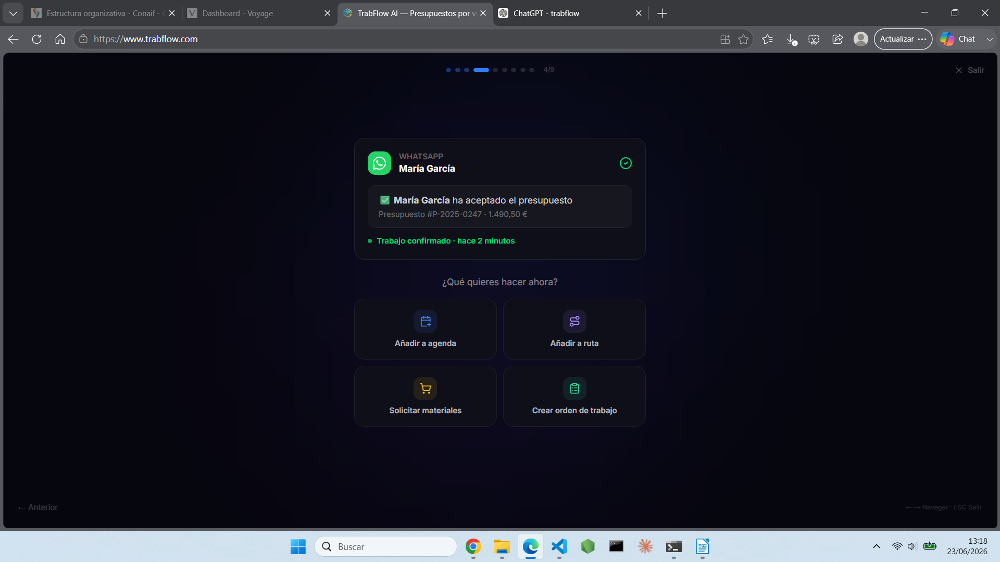 Estructura organizativa - Conaif -
Dashboard - Voyage
TrabFlow AI — Presupuestos por v
ChatGPT - trabflow
https://www.trabflow.com
Actualizar
Chat
4/9
Salir
WHATSAPP
María García
✅ María García ha aceptado el presupuesto
Presupuesto #P-2025-0247 · 1.490,50 €
Trabajo confirmado · hace 2 minutos
¿Qué quieres hacer ahora?
Añadir a agenda
Añadir a ruta
Solicitar materiales
Crear orden de trabajo
← Anterior
←→ Navegar · ESC Salir
Buscar
13:18
23/06/2026